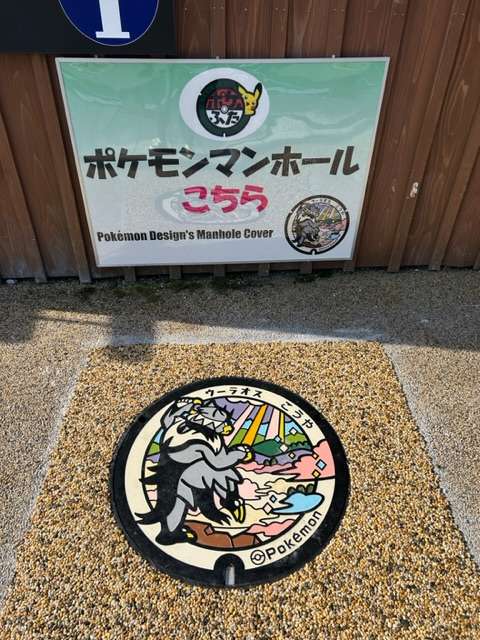 i
ポケ
ふた
ポケモンマンホール
こちら
Pokémon Design's Manhole Cover
ウーラオス こうや
Pokémon